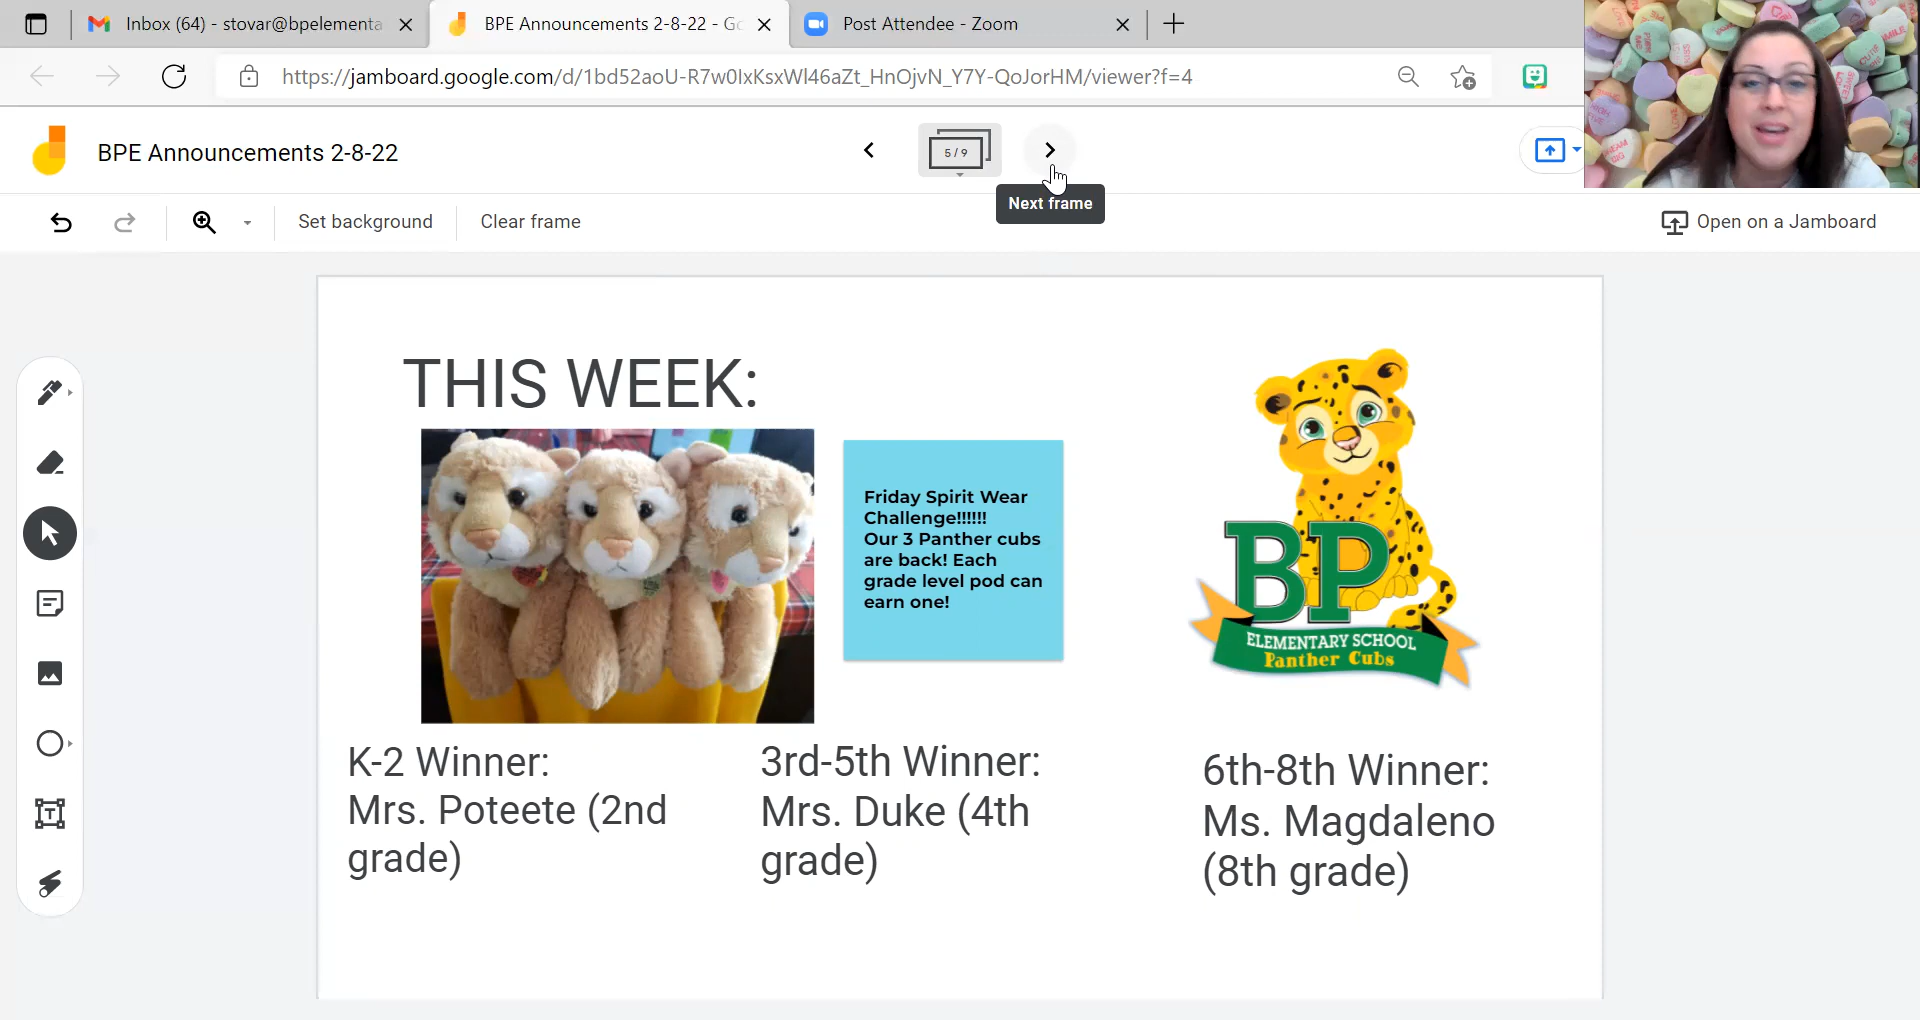 Inbox (64) - stovar@bpelementa
BPE Announcements 2-8-22 - Go
Post Attendee - Zoom
https://jamboard.google.com/d/1bd52aoU-R7w0IxKsxWl46aZt_HnOjvN_Y7Y-QoJorHM/viewer?f=4
BPE Announcements 2-8-22
5 / 9
Next frame
Set background
Clear frame
Open on a Jamboard
THIS WEEK:
Friday Spirit Wear
Challenge!!!!!!
Our 3 Panther cubs
are back! Each
grade level pod can
earn one!
BP
ELEMENTARY SCHOOL
Panther Cubs
K-2 Winner:
Mrs. Poteete (2nd
grade)
3rd-5th Winner:
Mrs. Duke (4th
grade)
6th-8th Winner:
Ms. Magdaleno
(8th grade)